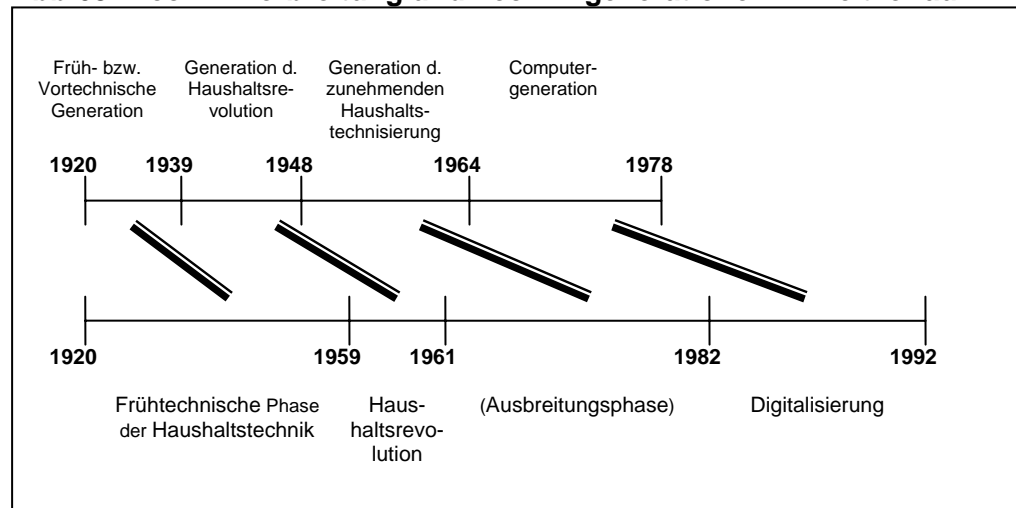 Früh- bzw.
Vortechnische
Generation
Generation d.
Haushaltsre-
volution
Generation d.
zunehmenden
Haushalts-
technisierung
Computer-
generation
1920 1939 1948 1964 1978
1920 1959 1961 1982 1992
Frühtechnische Phase
der Haushaltstechnik
Haus-
haltsrevo-
lution
(Ausbreitungsphase)
Digitalisierung